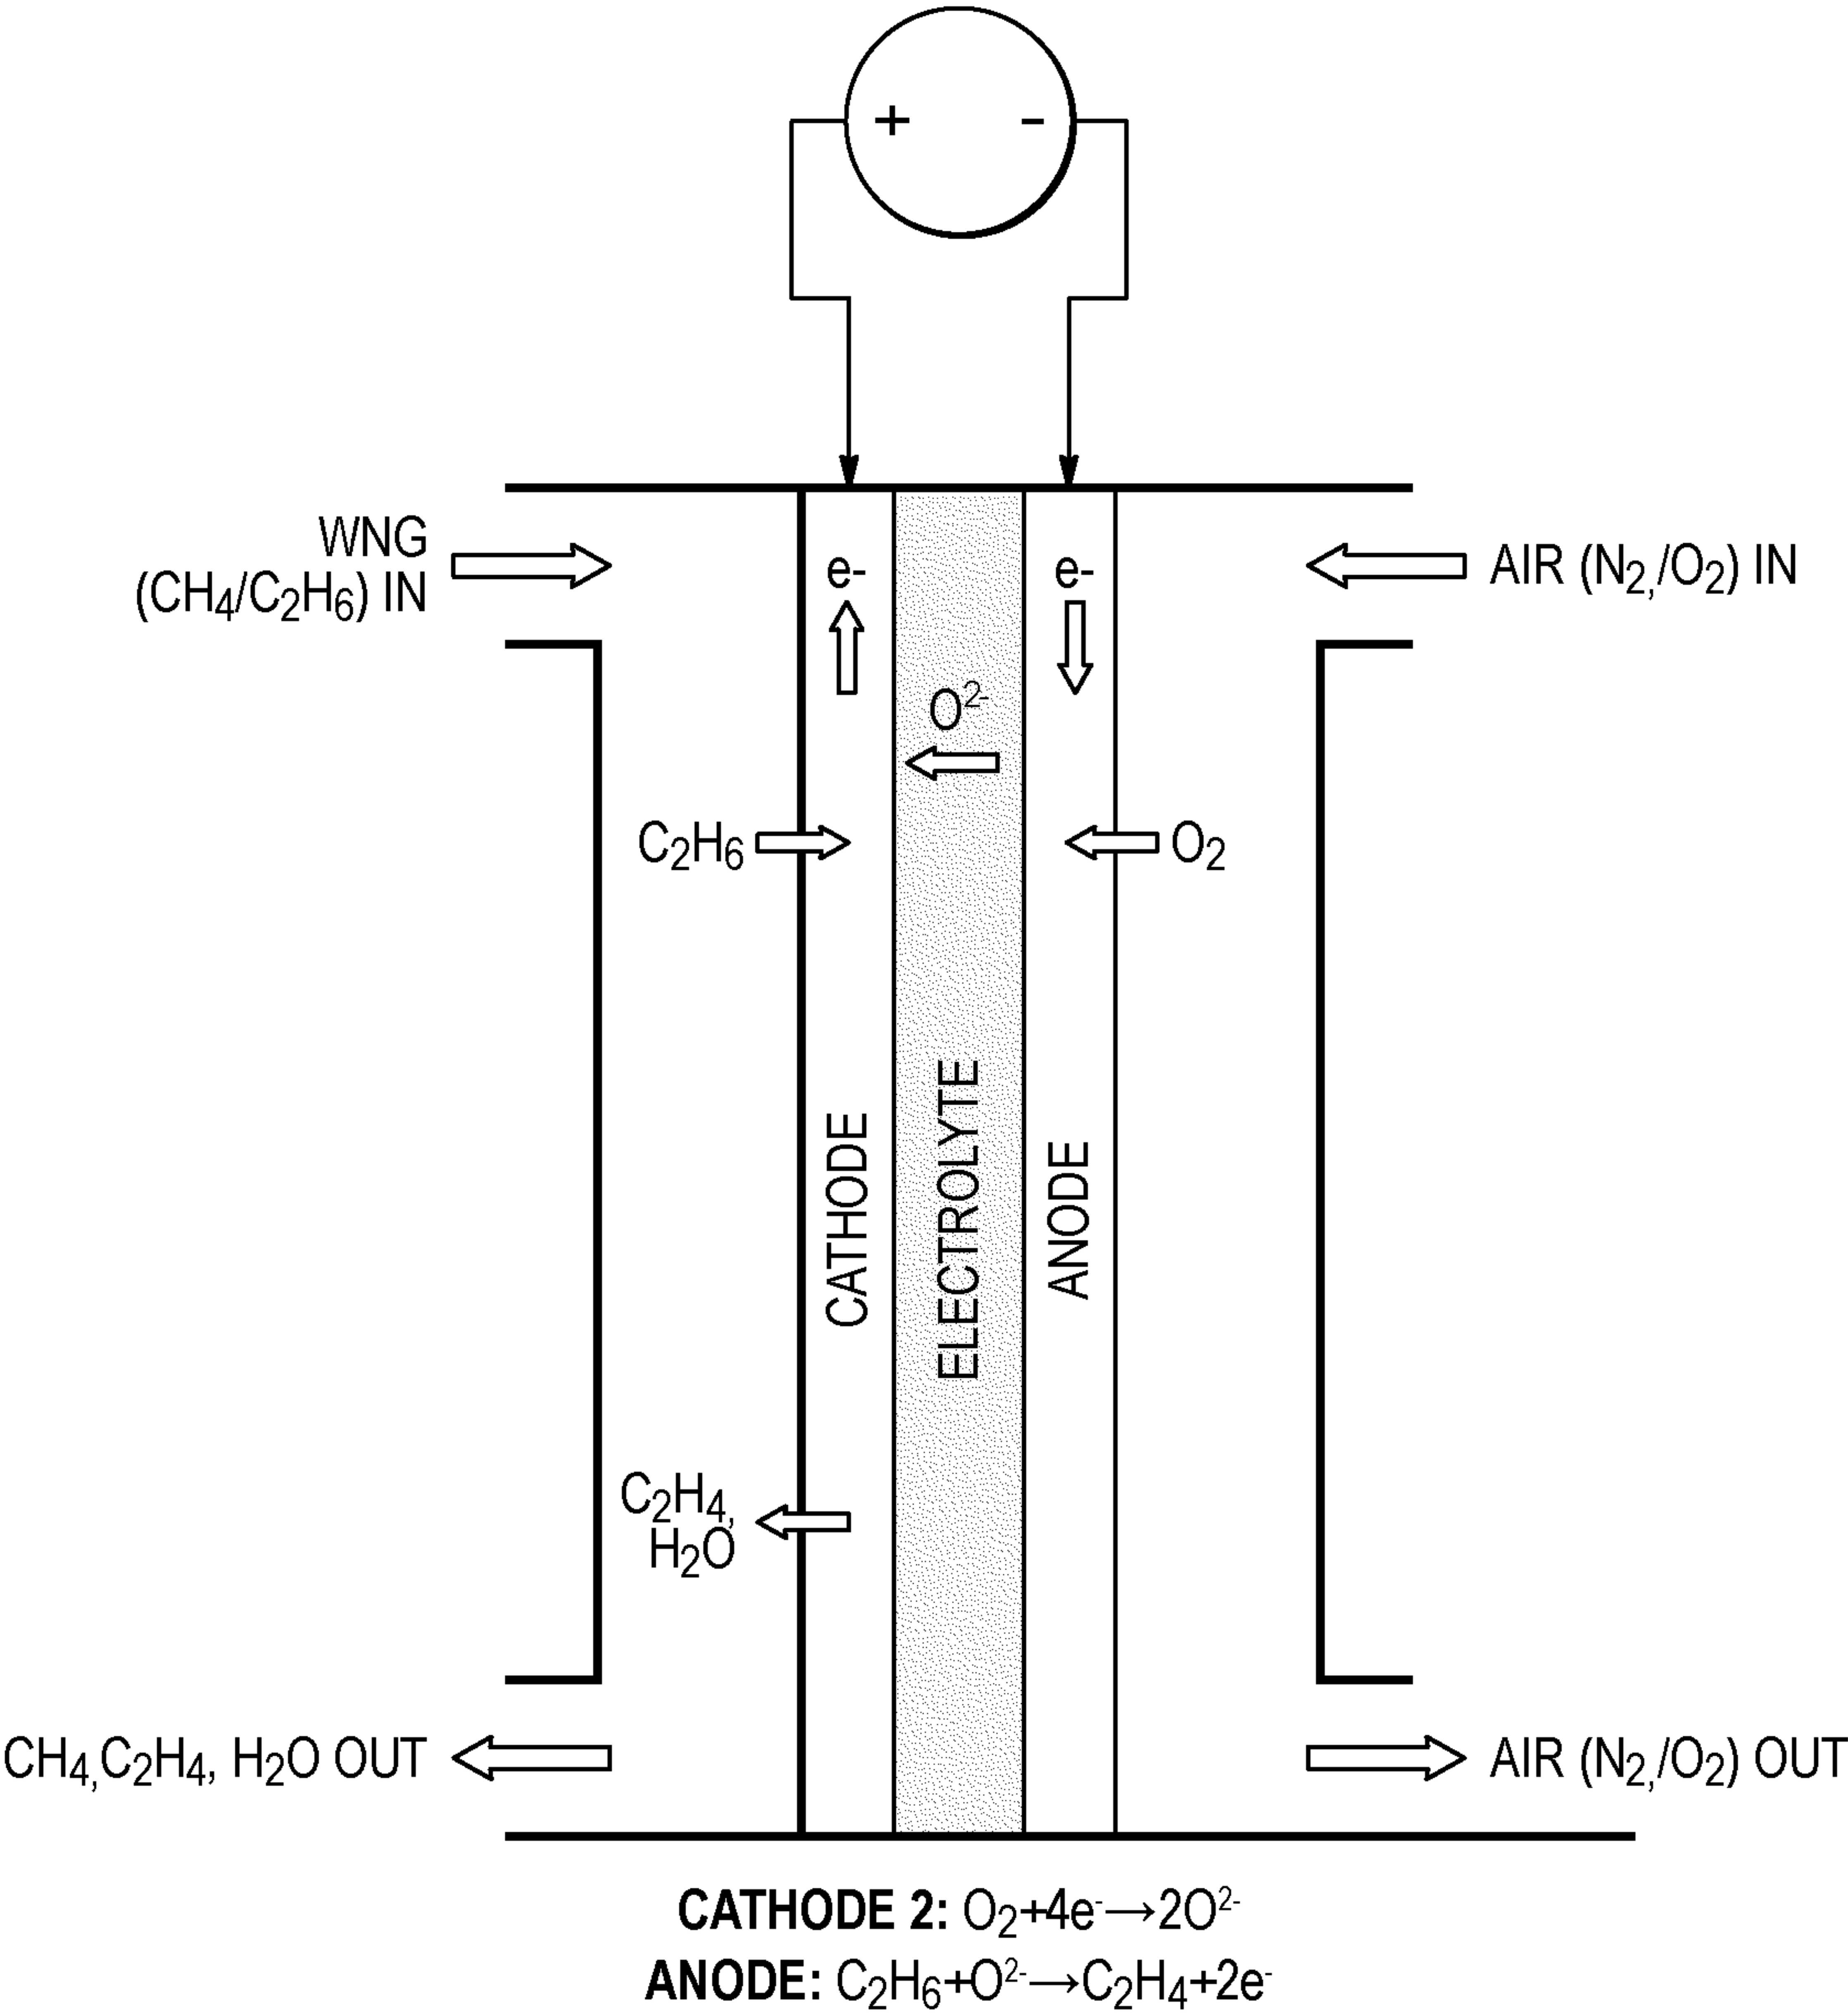 + -
WNG
(CH4/C2H6) IN
e-
e-
AIR (N2,/O2) IN
O2-
C2H6
O2
CATHODE
ELECTROLYTE
ANODE
C2H4,
H2O
CH4,C2H4, H2O OUT
AIR (N2,/O2) OUT
CATHODE 2: O2+4e-→2O2-
ANODE: C2H6+O2-→C2H4+2e-